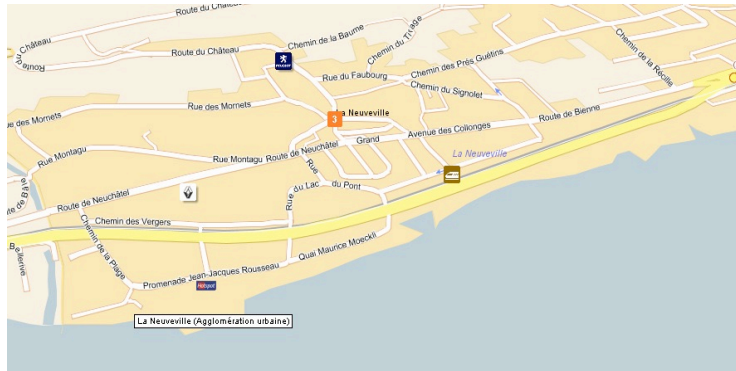 Route du Château
Château
Route
Route du Château
Chemin de la Baume
Chemin du Tirage
Chemin des Prés Guëtins
Chemin de la Récille
Rue du Faubourg
PEUGEOT
Chemin du Signolet
Rue des Mornets
La Neuveville
3
Route de Bienne
Rue des Mornets
Avenue des Collonges
Grand
Rue Montagu
Rue Montagu
Route de Neuchâtel
La Neuveville
Rue
du Lac
du Pont
Route de Neuchâtel
Rue
Chemin des Vergers
Chemin de la Plage
Bellerive
Quai Maurice Moeckli
Promenade Jean-Jacques Rousseau
Hotspot
La Neuveville (Agglomération urbaine)